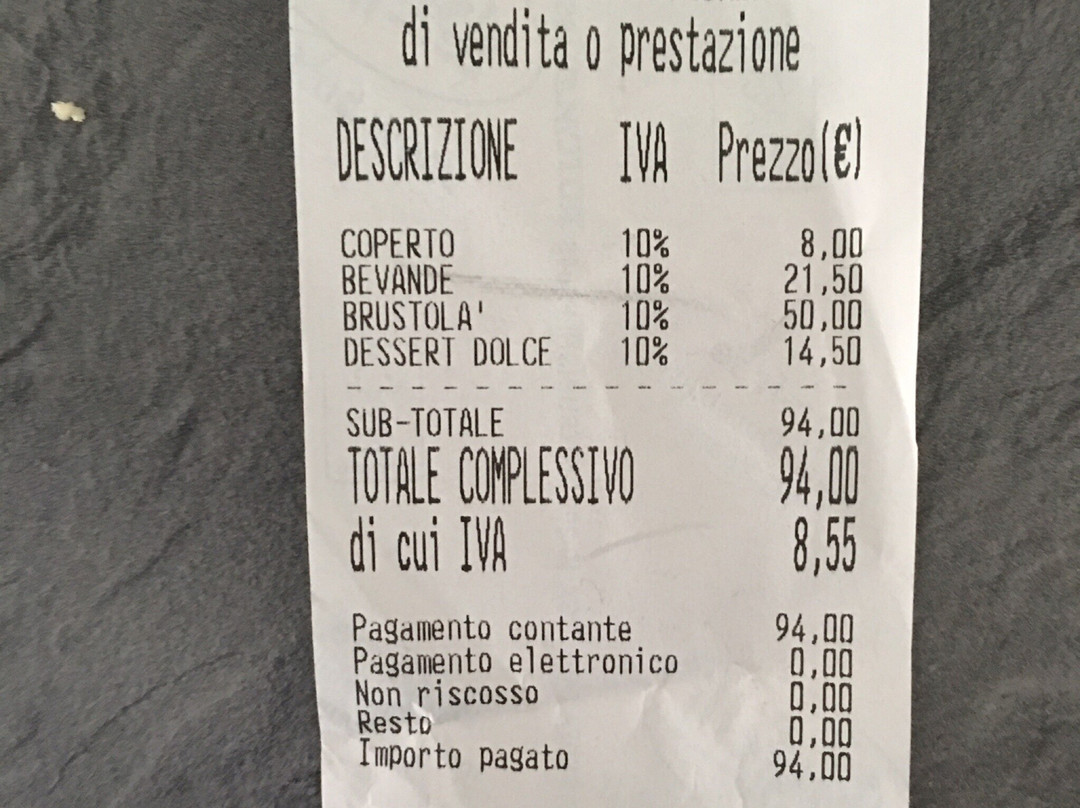 di vendita o prestazione
DESCRIZIONE IVA Prezzo(€)
COPERTO 10% 8,00
BEVANDE 10% 21,50
BRUSTOLA' 10% 50,00
DESSERT DOLCE 10% 14,50
SUB-TOTALE 94,00
TOTALE COMPLESSIVO 94,00
di cui IVA 8,55
Pagamento contante 94,00
Pagamento elettronico 0,00
Non riscosso 0,00
Resto 0,00
Importo pagato 94,00